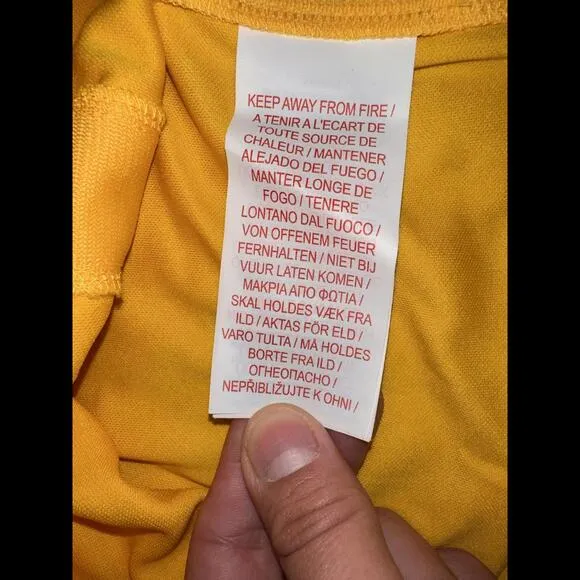 KEEP AWAY FROM FIRE /
A TENIR A L'ECART DE
TOUTE SOURCE DE
CHALEUR / MANTENER
ALEJADO DEL FUEGO /
MANTER LONGE DE
FOGO / TENERE
LONTANO DAL FUOCO /
VON OFFENEM FEUER
FERNHALTEN / NIET BIJ
VUUR LATEN KOMEN /
ΜΑΚΡΙΑ ΑΠΟ ΦΩΤΙΑ /
SKAL HOLDES VÆK FRA
ILD / AKTAS FÖR ELD /
VARO TULTA / MÅ HOLDES
BORTE FRA ILD /
ОГНЕОПАСНО /
NEPŘIBLIŽUJTE K OHNI /